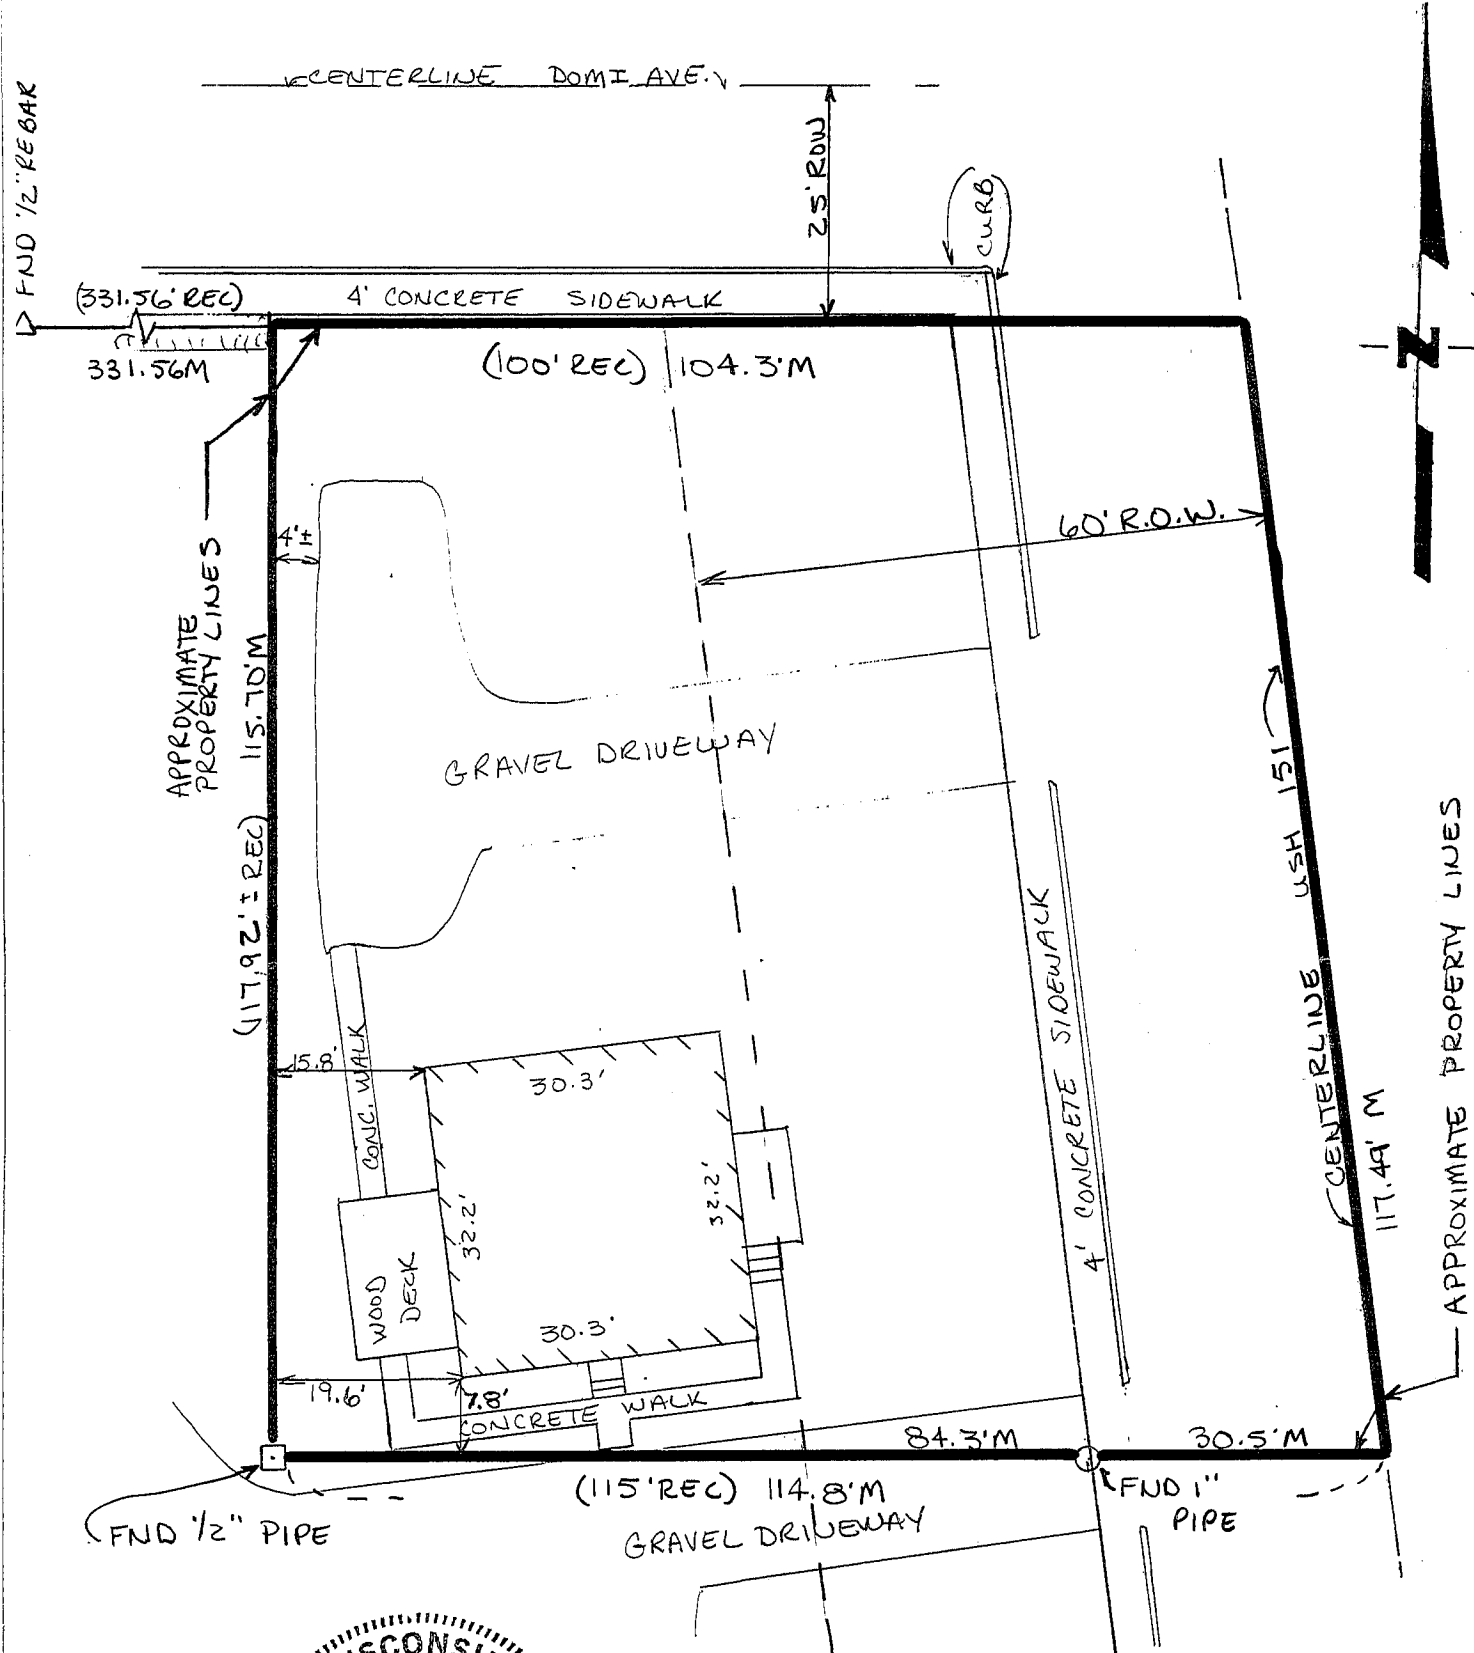 CENTERLINE DOMI AVE.
FND 1/2" REBAR
25' ROW
CURB
(331.56' REC)
4' CONCRETE SIDEWALK
331.56M
(100' REC) 104.3'M
N
60' R.O.W.
4'±
APPROXIMATE
PROPERTY LINES
115.70'M
(117.92'± REC)
GRAVEL DRIVEWAY
CENTERLINE USH 151
4' CONCRETE SIDEWALK
APPROXIMATE PROPERTY LINES
117.49' M
15.8'
CONC. WALK
30.3'
32.2'
32.2'
WOOD
DECK
30.3'
19.6'
7.8'
CONCRETE WALK
84.3'M
30.5'M
(115' REC) 114.8'M
FND 1"
PIPE
FND 1/2" PIPE
GRAVEL DRIVEWAY